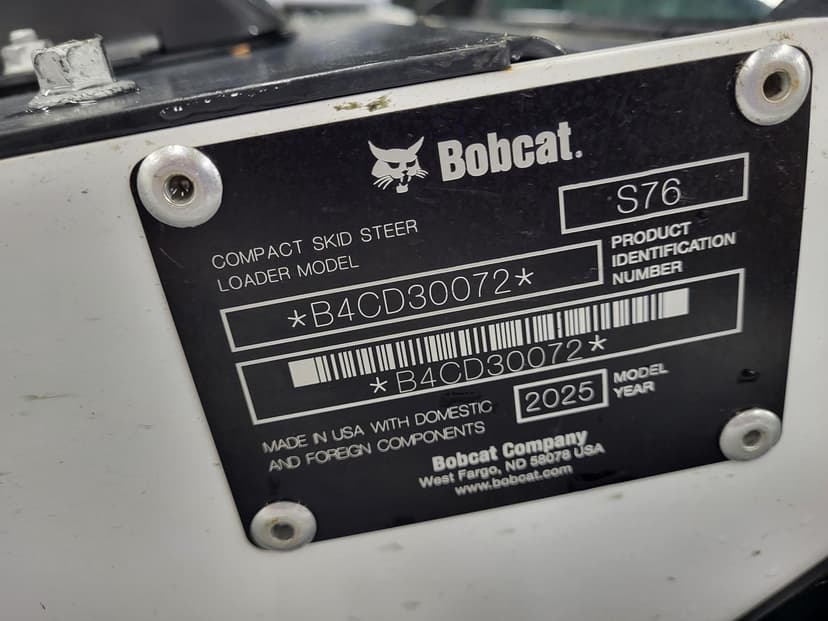 Bobcat.
COMPACT SKID STEER
LOADER MODEL
S76
*B4CD30072*
PRODUCT
IDENTIFICATION
NUMBER
*B4CD30072*
MADE IN USA WITH DOMESTIC
AND FOREIGN COMPONENTS
2025
MODEL
YEAR
Bobcat Company
West Fargo, ND 58078 USA
www.bobcat.com